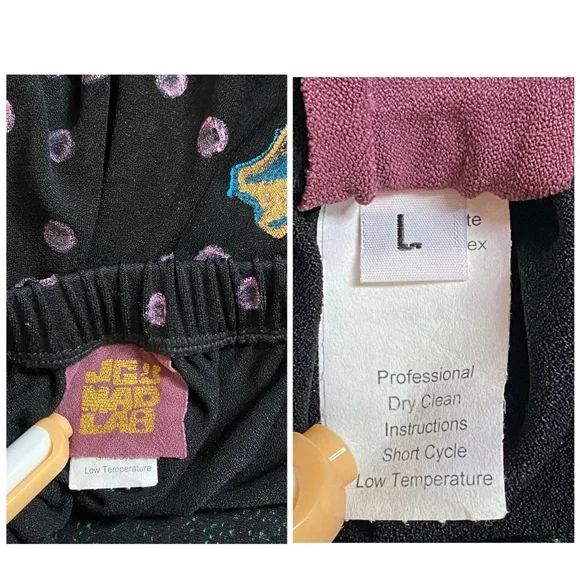 JG's
MAD
LAB
Low Temperature
L
te
ex
Professional
Dry Clean
Instructions
Short Cycle
Low Temperature